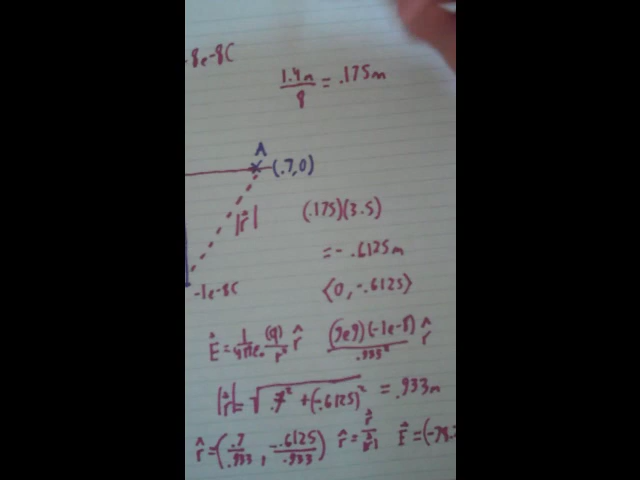 -8e-8C
1.4m/8 = .175m
A
(.7,0)
|r⃗|
(.175)(3.5)
= -.6125m
-1e-8C
⟨0, -.6125⟩
E⃗ = 1/4πε₀ (q)/r² r̂    (9e9)(-1e-8)/.933² r̂
|r⃗| = √.7² + (-.6125)² = .933m
r̂ = (.7/.933, -.6125/.933)  r̂ = r⃗/|r⃗|  E⃗ = (-78.